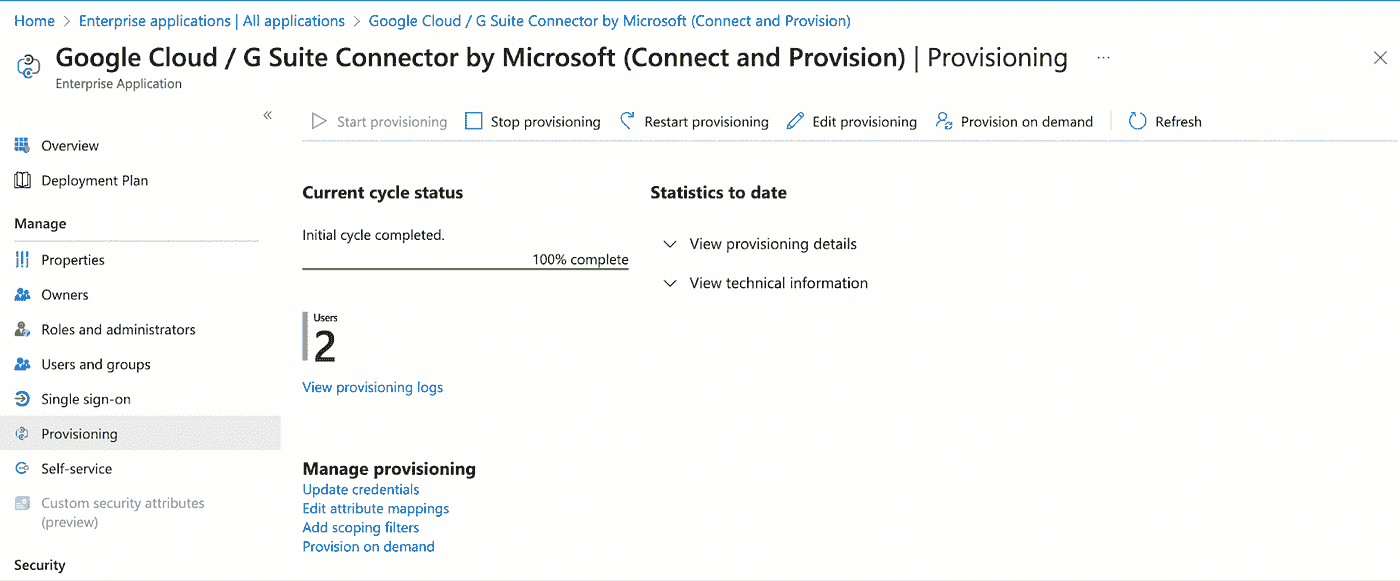 Home > Enterprise applications | All applications > Google Cloud / G Suite Connector by Microsoft (Connect and Provision)
Google Cloud / G Suite Connector by Microsoft (Connect and Provision) | Provisioning ...
Enterprise Application
«
Overview
Deployment Plan
Manage
Properties
Owners
Roles and administrators
Users and groups
Single sign-on
Provisioning
Self-service
Custom security attributes
(preview)
Security
Start provisioning Stop provisioning Restart provisioning Edit provisioning Provision on demand Refresh
Current cycle status
Initial cycle completed.
100% complete
Users
2
View provisioning logs
Statistics to date
View provisioning details
View technical information
Manage provisioning
Update credentials
Edit attribute mappings
Add scoping filters
Provision on demand